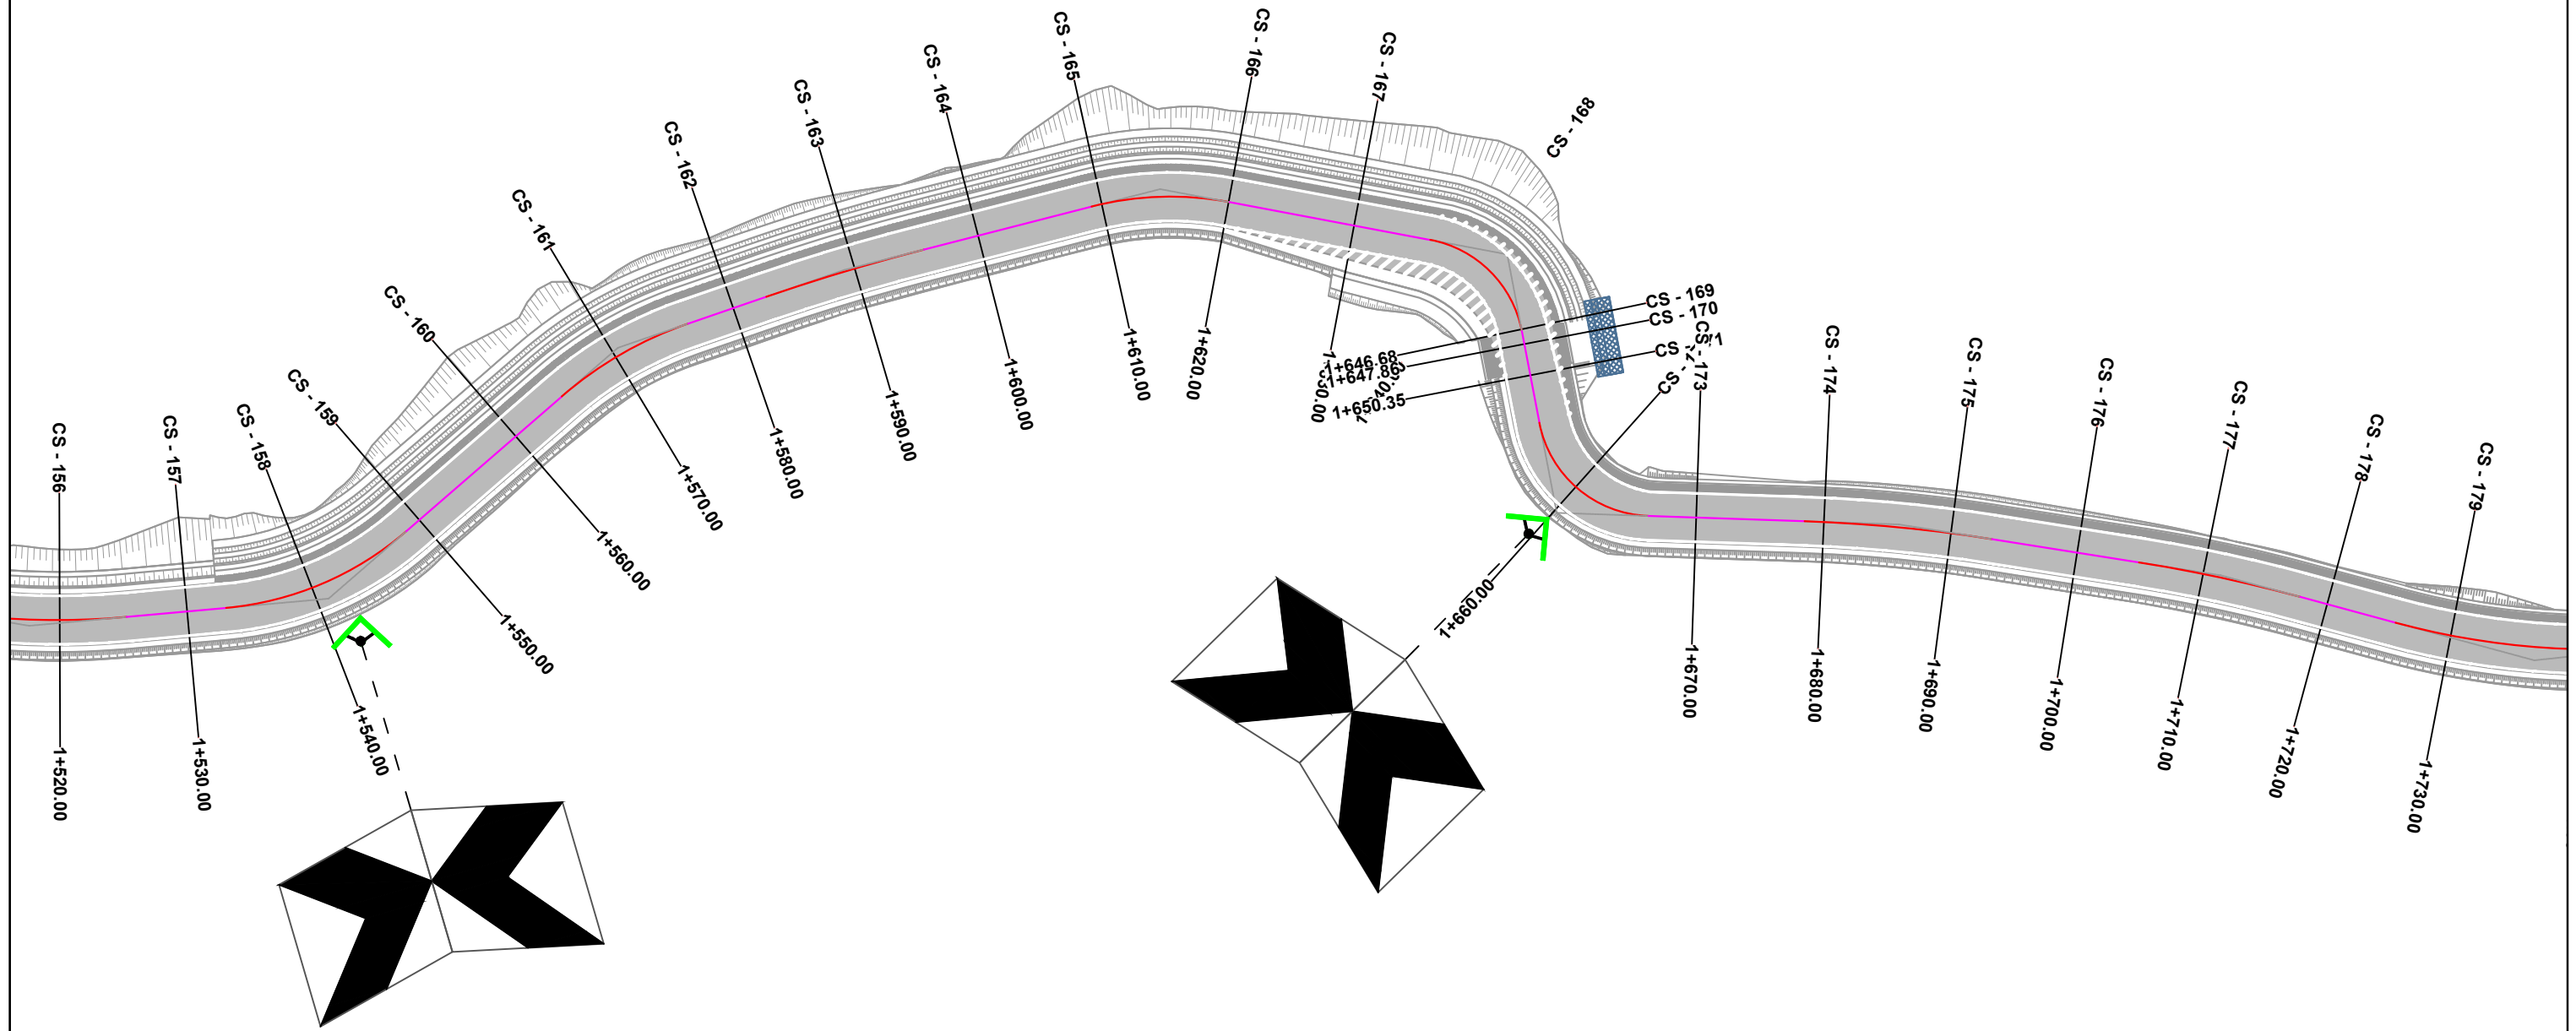 CS - 156
CS - 157
CS - 158
CS - 159
CS - 160
CS - 161
CS - 162
CS - 163
CS - 164
CS - 165
CS - 166
CS - 167
CS - 168
CS - 169
CS - 170
CS - 173
CS - 174
CS - 175
CS - 176
CS - 177
CS - 178
CS - 179
1+520.00
1+530.00
1+540.00
1+550.00
1+560.00
1+570.00
1+580.00
1+590.00
1+600.00
1+610.00
1+620.00
1+646.68
1+647.86
1+650.35
1+660.00
1+670.00
1+680.00
1+690.00
1+700.00
1+710.00
1+720.00
1+730.00